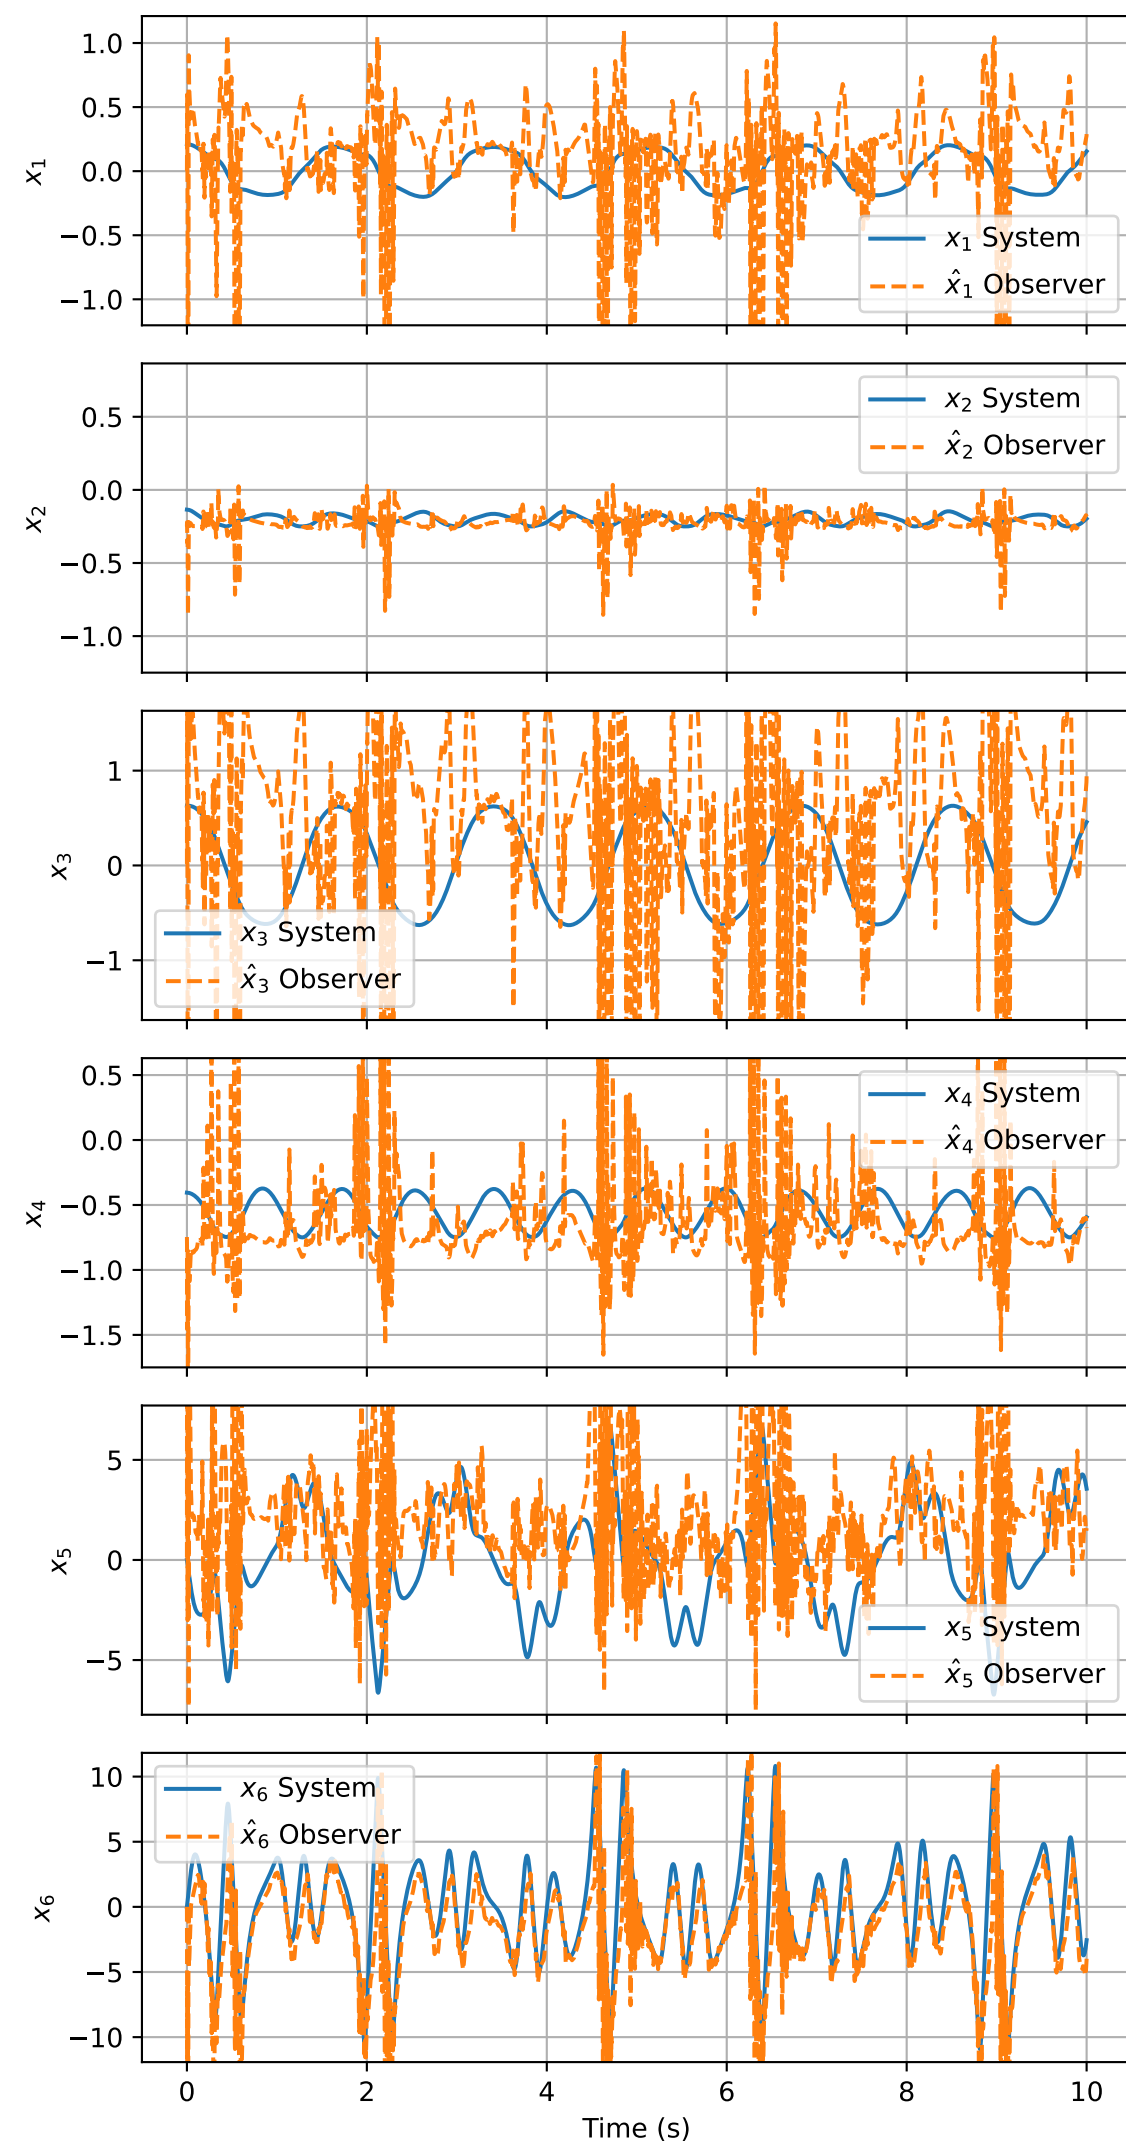 1.0
0.5
0.0
−0.5
−1.0
x₁
x₁ System
x̂₁ Observer
0.5
0.0
−0.5
−1.0
x₂
x₂ System
x̂₂ Observer
1
0
−1
x₃
x₃ System
x̂₃ Observer
0.5
0.0
−0.5
−1.0
−1.5
x₄
x₄ System
x̂₄ Observer
5
0
−5
x₅
x₅ System
x̂₅ Observer
10
5
0
−5
−10
x₆
x₆ System
x̂₆ Observer
0 2 4 6 8 10
Time (s)